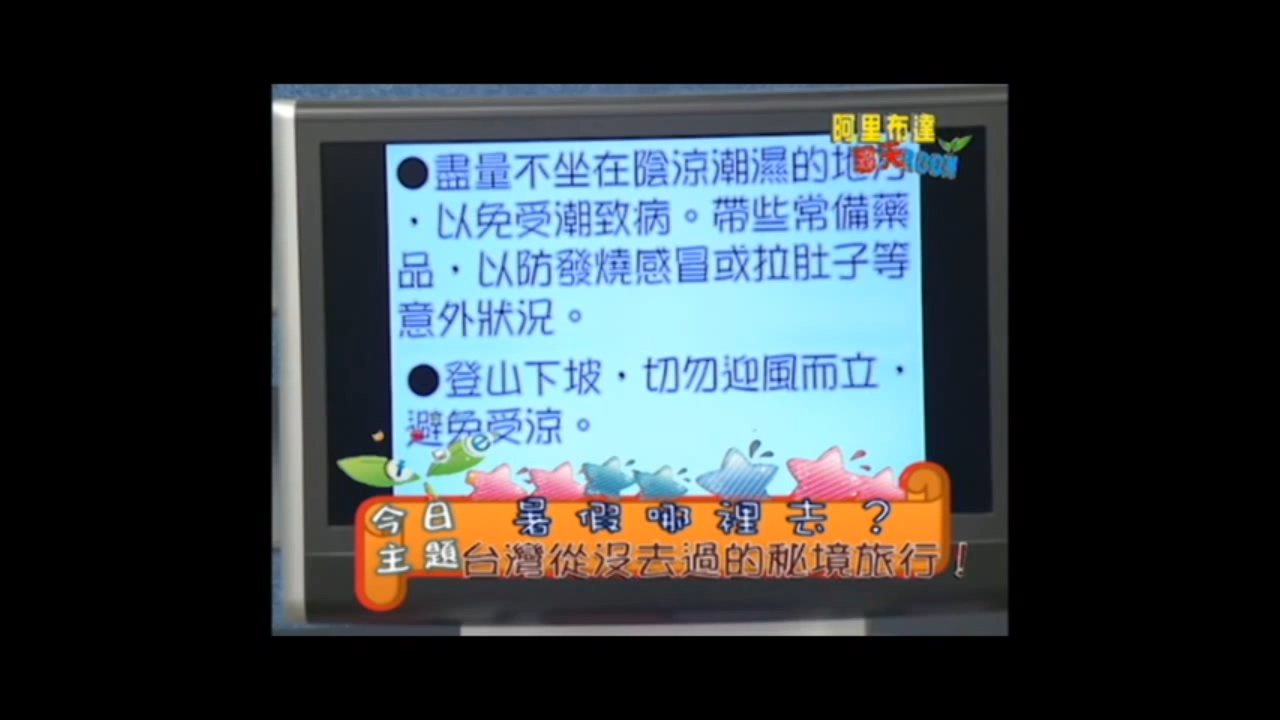 阿里布達
●盡量不坐在陰涼潮濕的地方
，以免受潮致病。帶些常備藥
品，以防發燒感冒或拉肚子等
意外狀況。
●登山下坡，切勿迎風而立，
避免受涼。
今日主題
暑假哪裡去？
台灣從沒去過的秘境旅行！